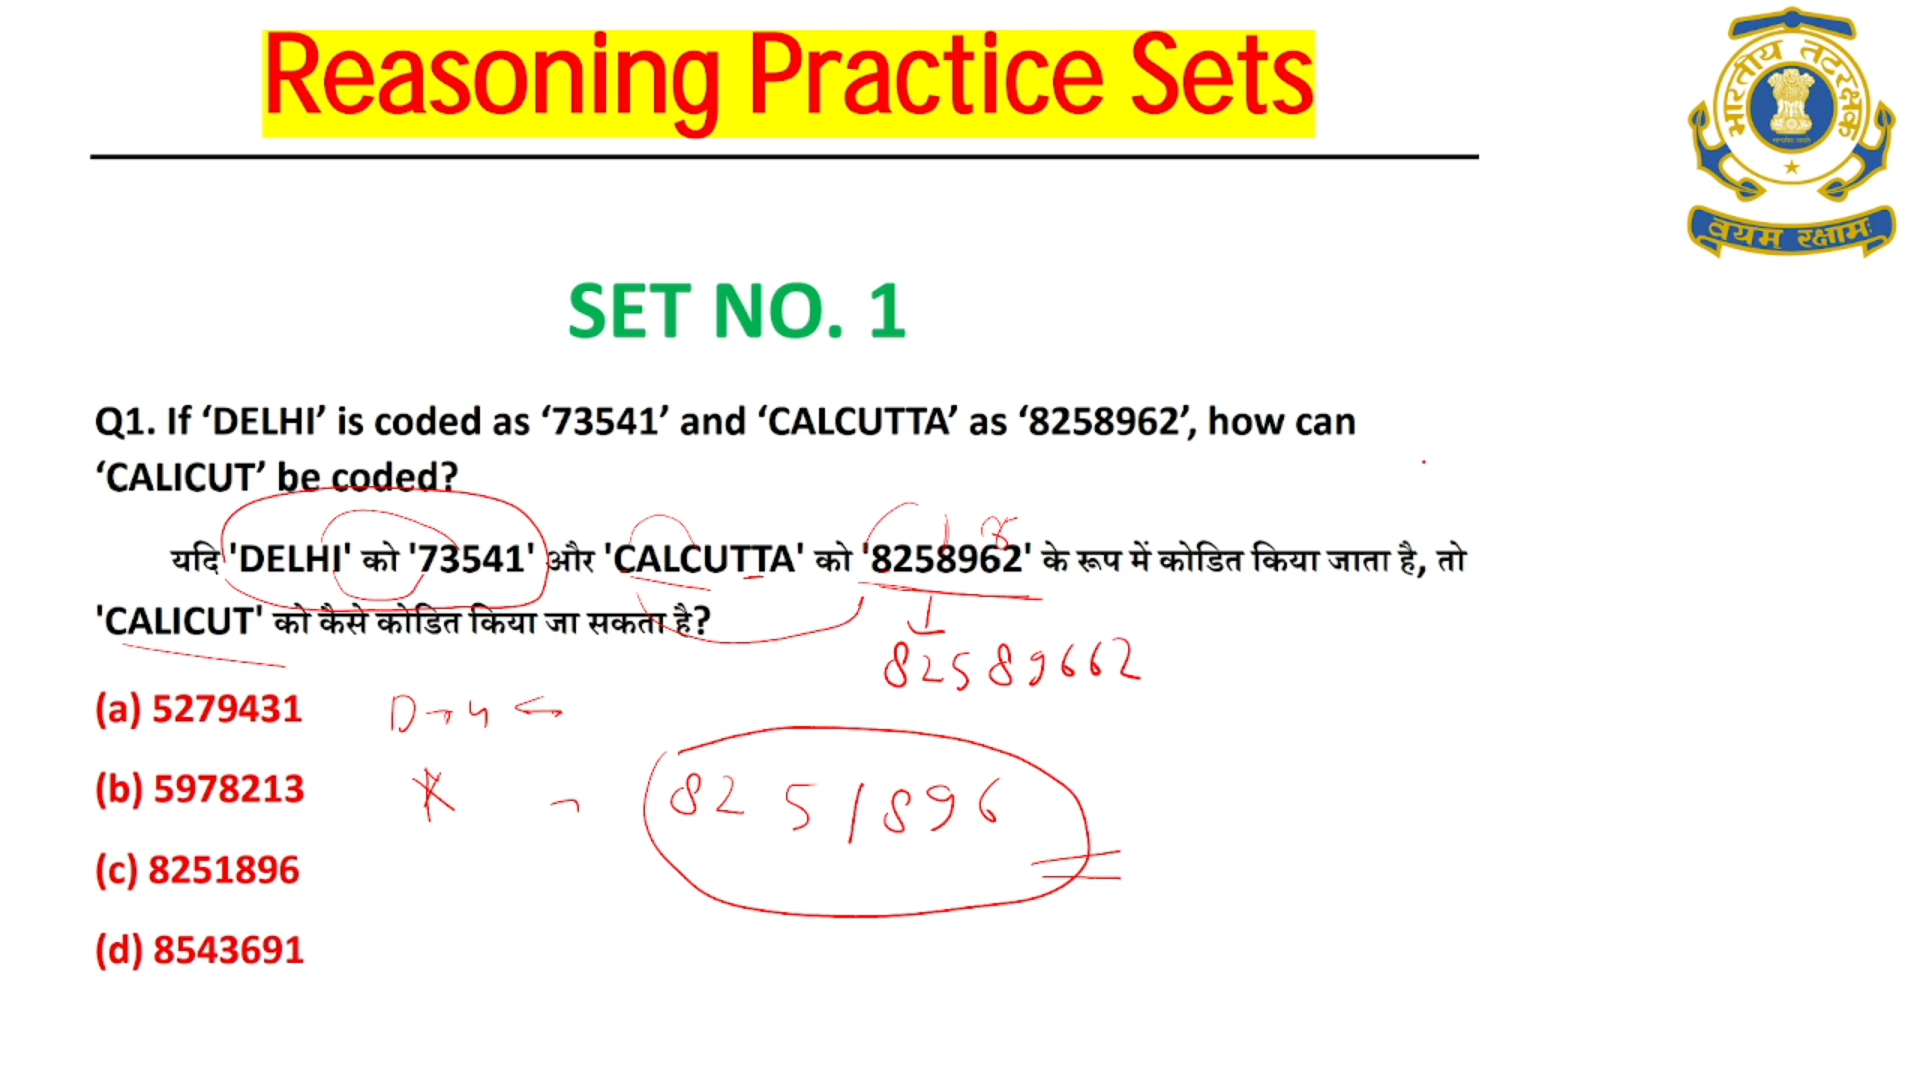 Reasoning Practice Sets
भारतीय तटरक्षक
वयम् रक्षामः
SET NO. 1
Q1. If ‘DELHI’ is coded as ‘73541’ and ‘CALCUTTA’ as ‘8258962’, how can
‘CALICUT’ be coded?
यदि 'DELHI' को '73541' और 'CALCUTTA' को '8258962' के रूप में कोडित किया जाता है, तो
'CALICUT' को कैसे कोडित किया जा सकता है?
82589662
(a) 5279431
D→4
(b) 5978213
8251896
(c) 8251896
(d) 8543691